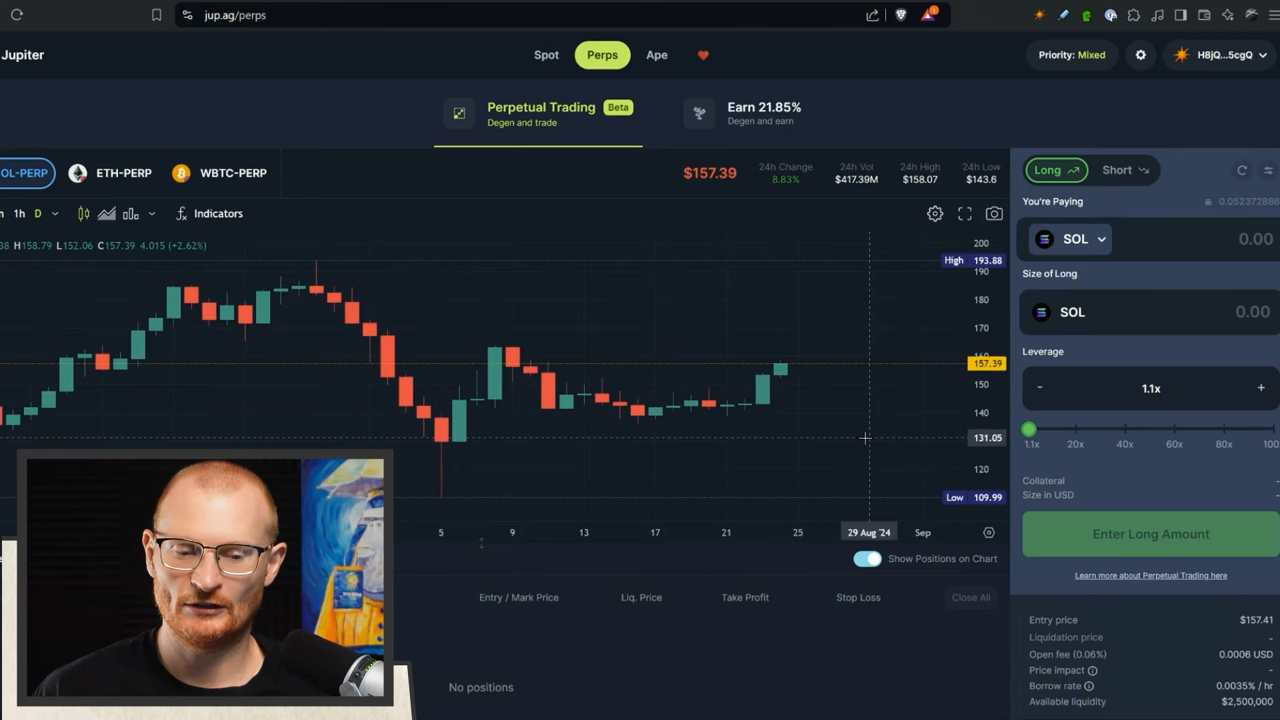 jup.ag/perps
Jupiter
Spot
Perps
Ape
Priority: Mixed
H8jQ...5cgQ
Perpetual Trading Beta
Degen and trade
Earn 21.85%
Degen and earn
OL-PERP
ETH-PERP
WBTC-PERP
$157.39
24h Change
8.83%
24h Vol
$417.39M
24h High
$158.07
24h Low
$143.6
1h
D
Indicators
38 H158.79 L152.06 C157.39 4.015 (+2.62%)
200
High 193.88
190
180
170
160
157.39
150
140
131.05
120
Low 109.99
5
9
13
17
21
25
29 Aug '24
Sep
Show Positions on Chart
Entry / Mark Price
Liq. Price
Take Profit
Stop Loss
Close All
No positions
Long
Short
You're Paying
0.052372886
SOL
0.00
Size of Long
SOL
0.00
Leverage
-
1.1x
+
1.1x
20x
40x
60x
80x
100
Collateral
-
Size in USD
-
Enter Long Amount
Learn more about Perpetual Trading here
Entry price
$157.41
Liquidation price
-
Open fee (0.06%)
0.0006 USD
Price impact
-
Borrow rate
0.0035% / hr
Available liquidity
$2,500,000